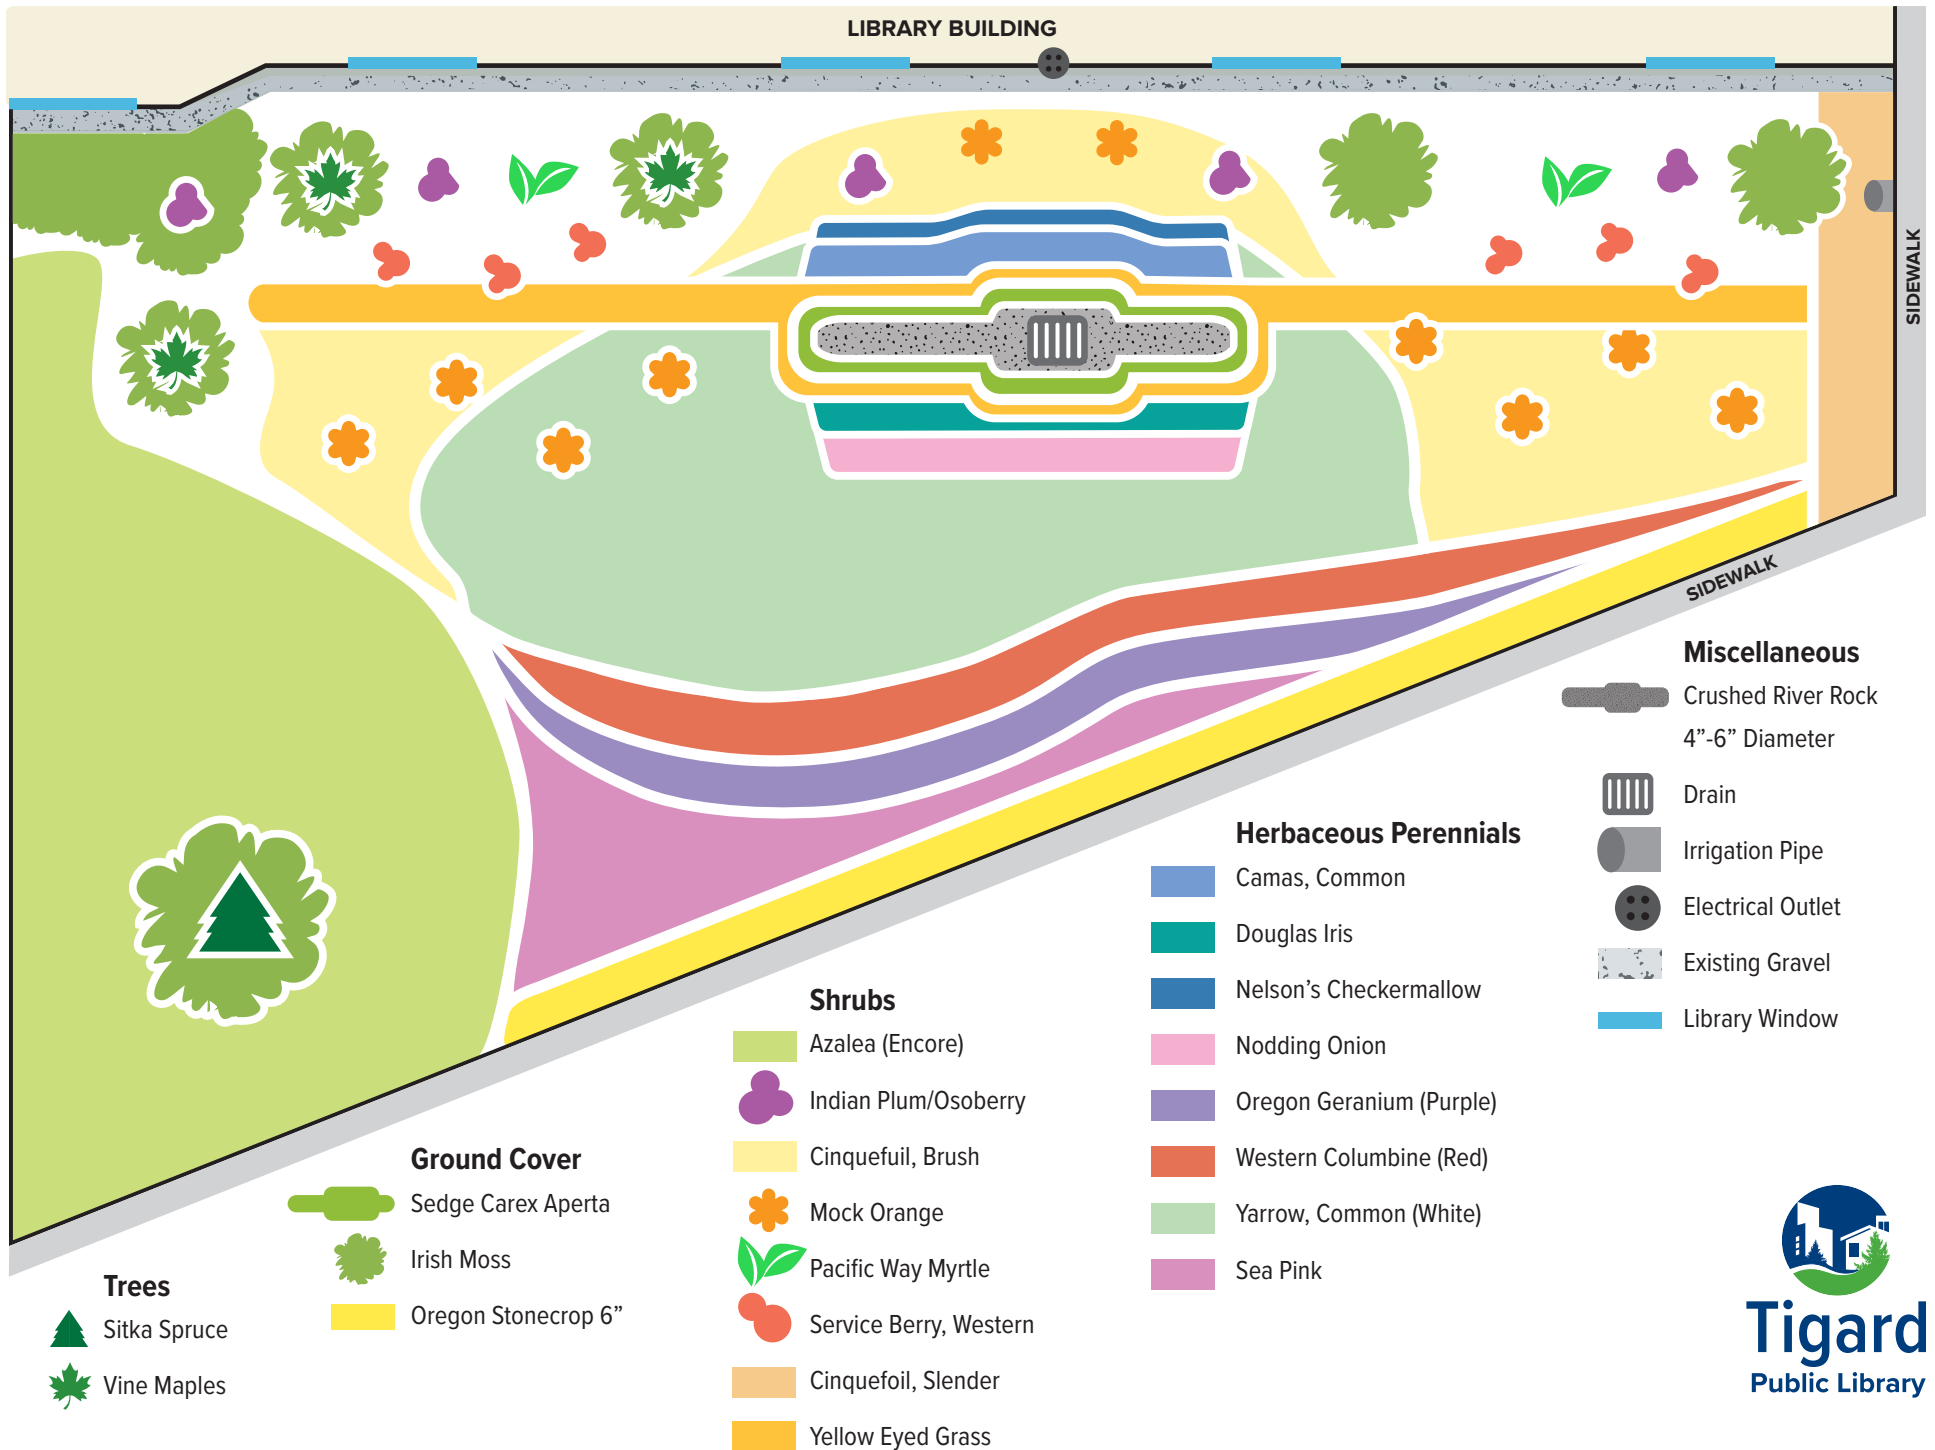 LIBRARY BUILDING
SIDEWALK
SIDEWALK
Miscellaneous
Crushed River Rock
4”-6” Diameter
Drain
Irrigation Pipe
Electrical Outlet
Existing Gravel
Library Window
Herbaceous Perennials
Camas, Common
Douglas Iris
Nelson’s Checkermallow
Nodding Onion
Oregon Geranium (Purple)
Western Columbine (Red)
Yarrow, Common (White)
Sea Pink
Shrubs
Azalea (Encore)
Indian Plum/Osoberry
Cinquefuil, Brush
Mock Orange
Pacific Way Myrtle
Service Berry, Western
Cinquefoil, Slender
Yellow Eyed Grass
Ground Cover
Sedge Carex Aperta
Irish Moss
Oregon Stonecrop 6”
Trees
Sitka Spruce
Vine Maples
Tigard
Public Library